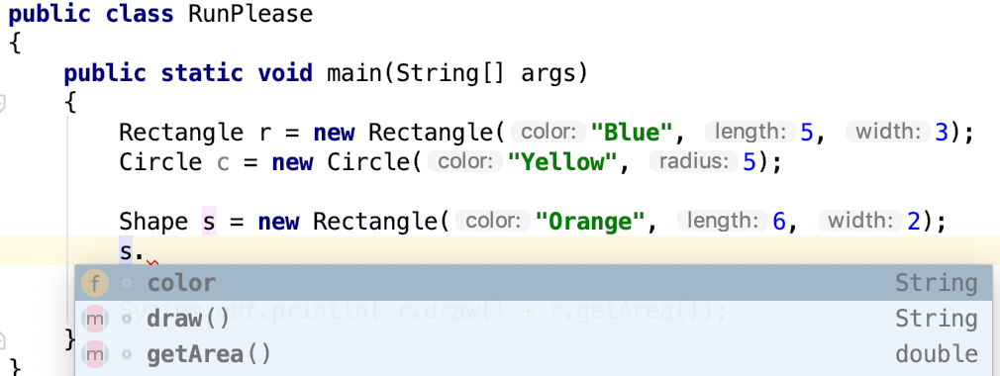 public class RunPlease
{
public static void main(String[] args)
{
Rectangle r = new Rectangle( color: "Blue", length: 5, width: 3);
Circle c = new Circle( color: "Yellow", radius: 5);
Shape s = new Rectangle( color: "Orange", length: 6, width: 2);
s.
f color String
System.out.println( r.draw() + r.getArea());
m draw() String
}
m getArea() double
}